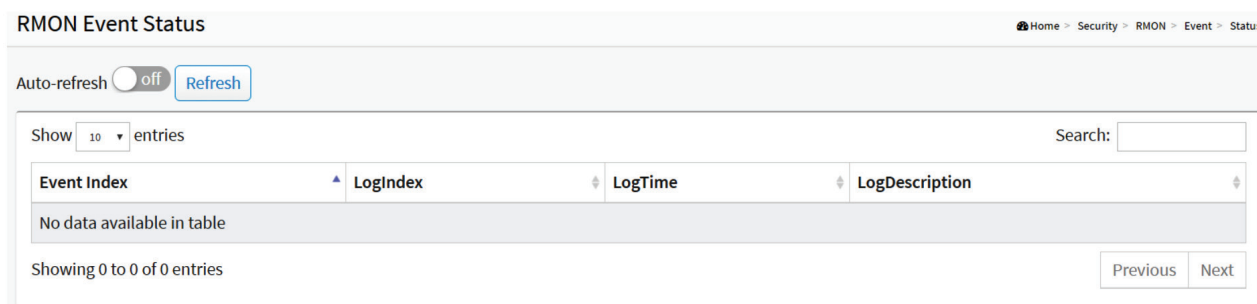 RMON Event Status
Home > Security > RMON > Event > Status
Auto-refresh off Refresh
Show 10 entries Search:
Event Index LogIndex LogTime LogDescription
No data available in table
Showing 0 to 0 of 0 entries Previous Next